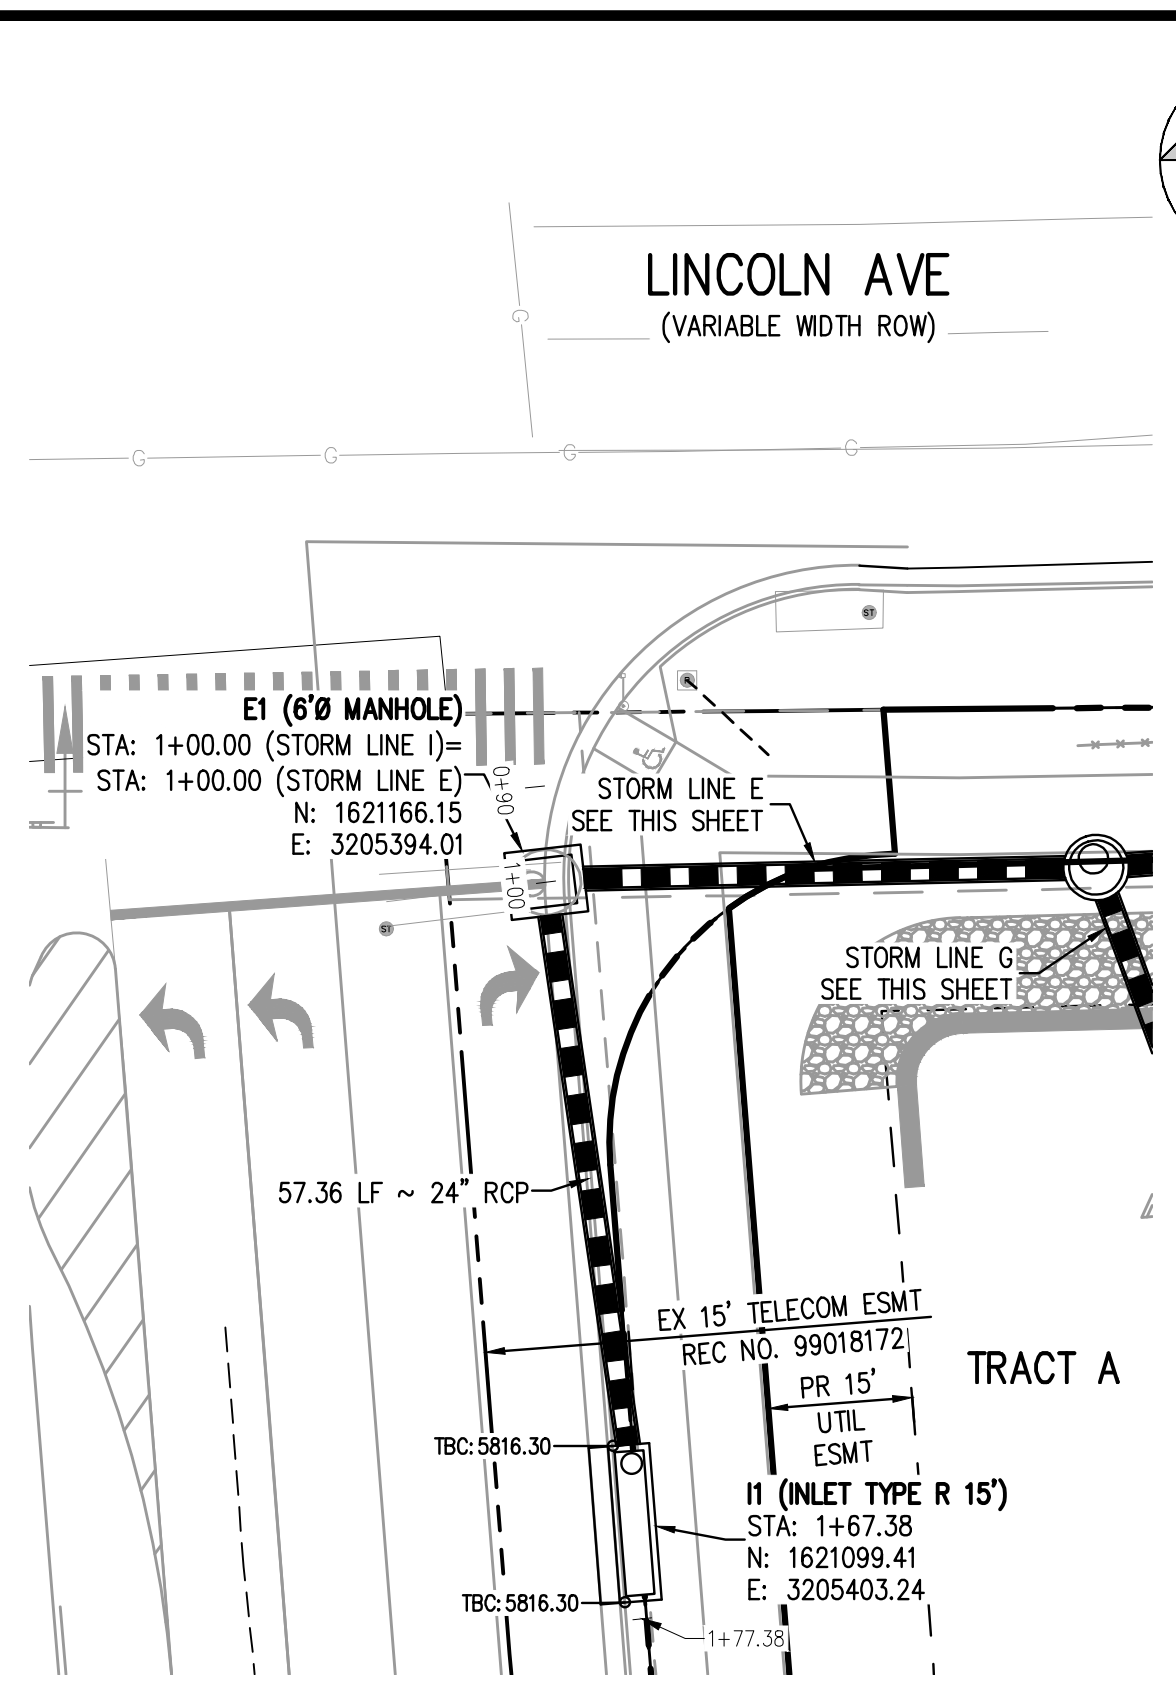 LINCOLN AVE
(VARIABLE WIDTH ROW)
G
G
G
G
G
ST
E1 (6'Ø MANHOLE)
STA: 1+00.00 (STORM LINE I)=
STA: 1+00.00 (STORM LINE E)
N: 1621166.15
E: 3205394.01
0+90
1+00
STORM LINE E
SEE THIS SHEET
ST
STORM LINE G
SEE THIS SHEET
57.36 LF ~ 24" RCP
EX 15' TELECOM ESMT
REC NO. 99018172
TRACT A
PR 15'
UTIL
ESMT
TBC: 5816.30
I1 (INLET TYPE R 15')
STA: 1+67.38
N: 1621099.41
E: 3205403.24
TBC: 5816.30
1+77.38